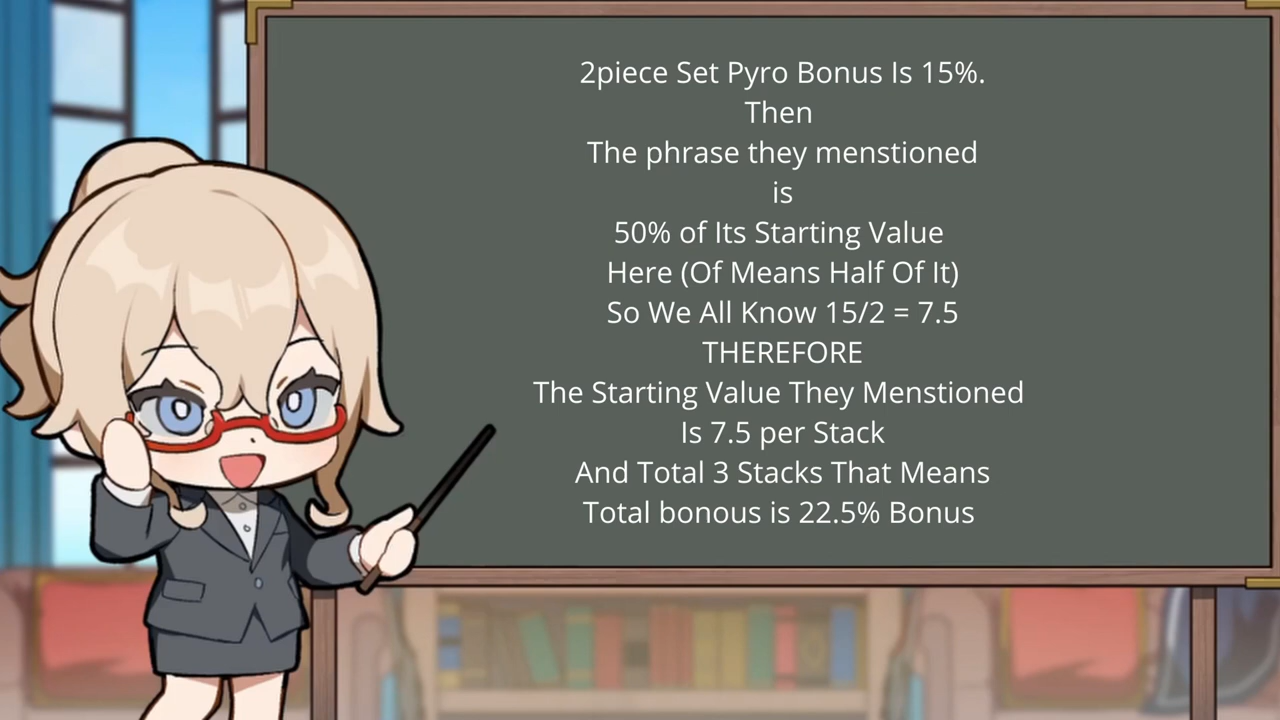 2piece Set Pyro Bonus Is 15%.
Then
The phrase they menstioned
is
50% of Its Starting Value
Here (Of Means Half Of It)
So We All Know 15/2 = 7.5
THEREFORE
The Starting Value They Menstioned
Is 7.5 per Stack
And Total 3 Stacks That Means
Total bonous is 22.5% Bonus